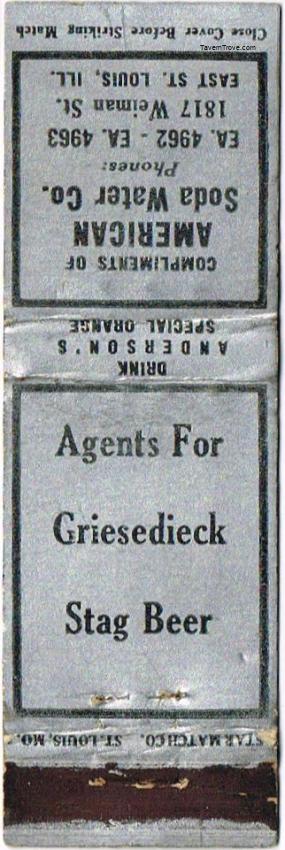 Close Cover Before Striking Match
TavernTrove.com
COMPLIMENTS OF
AMERICAN
Soda Water Co.
Phones:
EA. 4962 - EA. 4963
1817 Weiman St.
EAST ST. LOUIS, ILL.
DRINK
ANDERSON'S
SPECIAL ORANGE
Agents For
Griesedieck
Stag Beer
STAR MATCH CO. ST. LOUIS, MO.